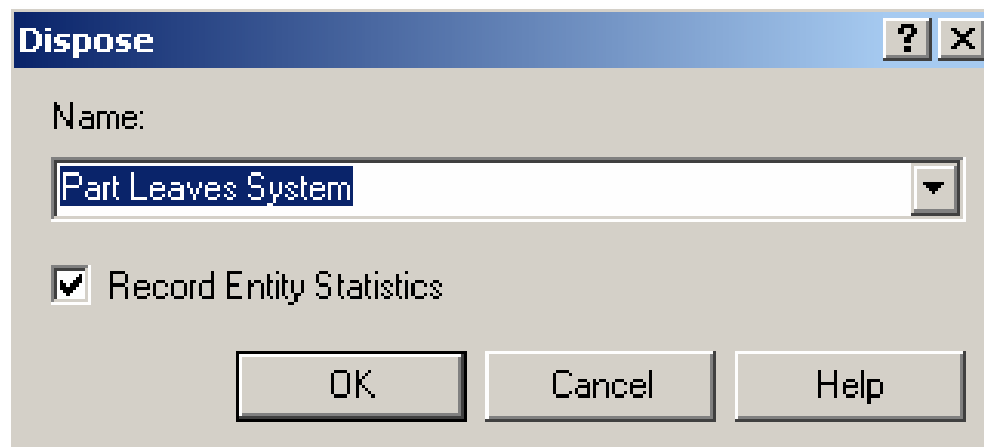 Dispose
Name:
Part Leaves System
Record Entity Statistics
OK Cancel Help